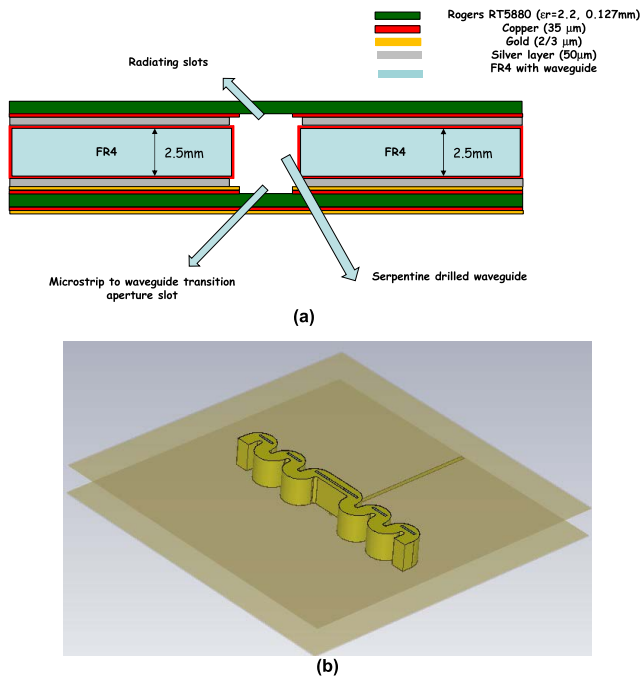 Rogers RT5880 (εr=2.2, 0.127mm)
Copper (35 μm)
Gold (2/3 μm)
Silver layer (50μm)
FR4 with waveguide
Radiating slots
FR4
2.5mm
FR4
2.5mm
Microstrip to waveguide transition
aperture slot
Serpentine drilled waveguide
(a)
(b)